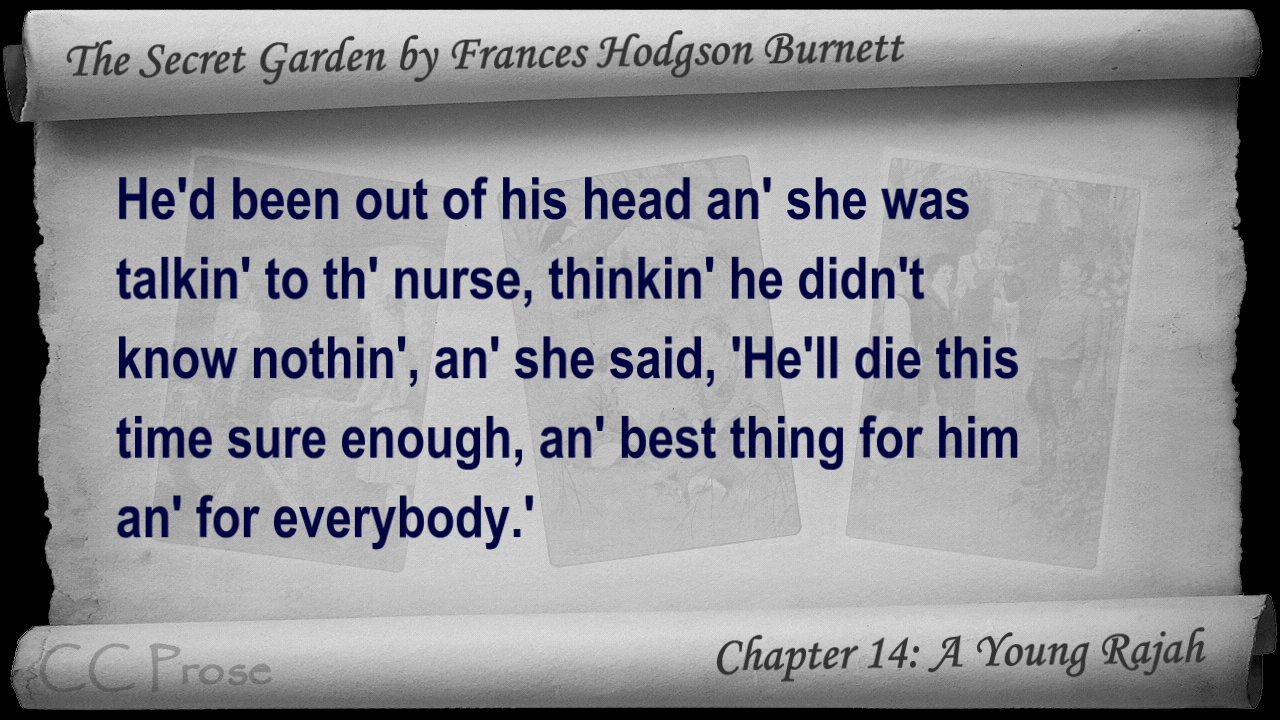 The Secret Garden by Frances Hodgson Burnett
He'd been out of his head an' she was
talkin' to th' nurse, thinkin' he didn't
know nothin', an' she said, 'He'll die this
time sure enough, an' best thing for him
an' for everybody.'
CC Prose
Chapter 14: A Young Rajah